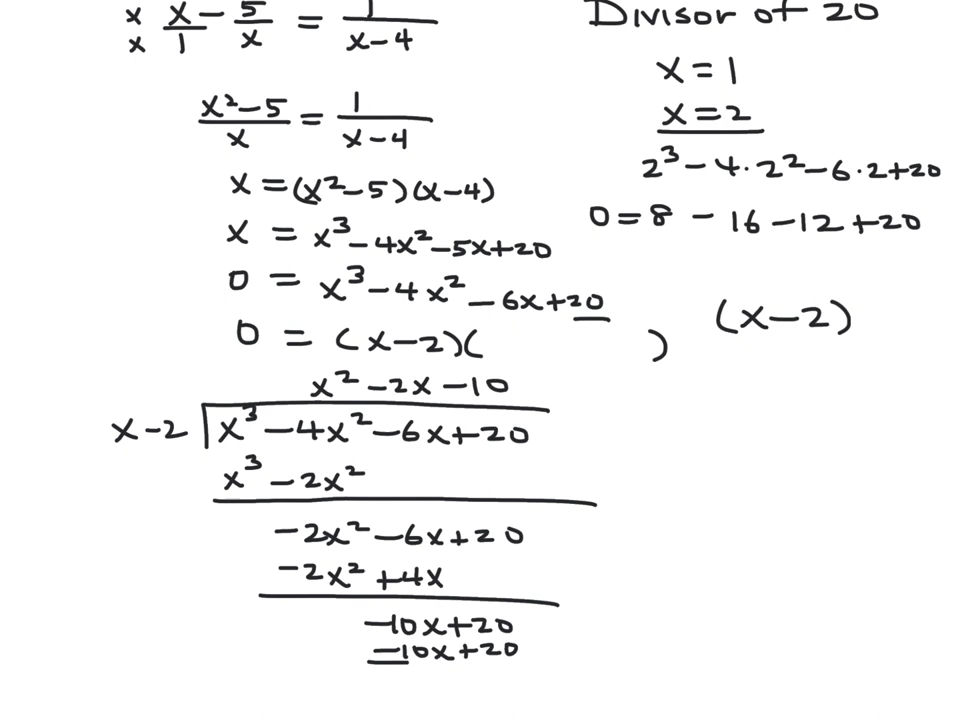 x/x x/1 − 5/x = 1/(x−4)
(x²−5)/x = 1/(x−4)
x = (x²−5)(x−4)
x = x³−4x²−5x+20
0 = x³−4x²−6x+20
0 = (x−2)(      )
x²−2x−10
x−2 x³−4x²−6x+20
x³−2x²
−2x²−6x+20
−2x²+4x
−10x+20
−10x+20
Divisor of 20
x=1
x=2
2³−4·2²−6·2+20
0=8−16−12+20
, (x−2)